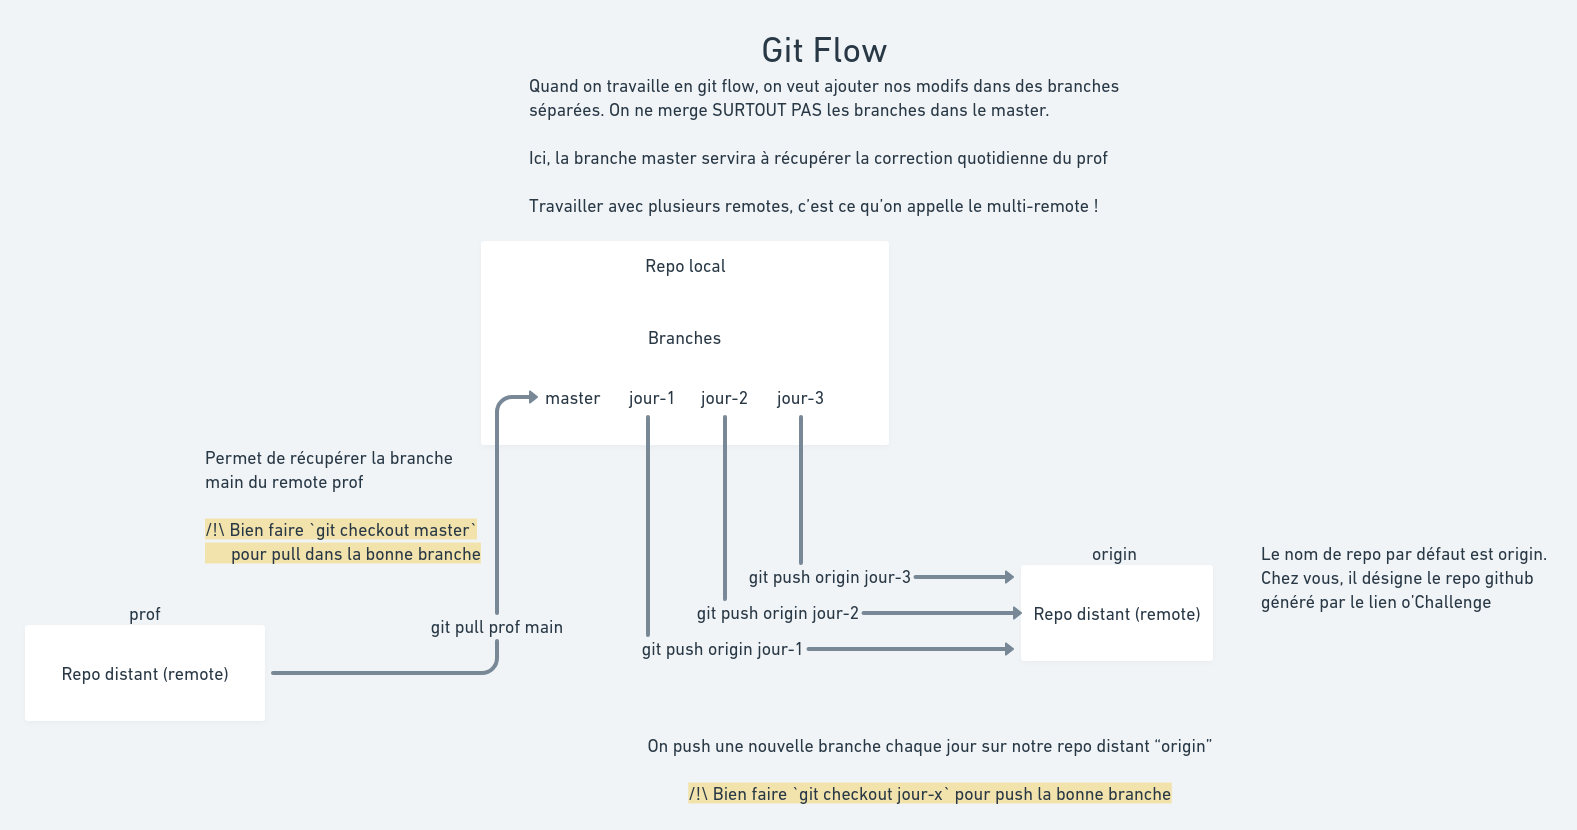 Git Flow
Quand on travaille en git flow, on veut ajouter nos modifs dans des branches
séparées. On ne merge SURTOUT PAS les branches dans le master.
Ici, la branche master servira à récupérer la correction quotidienne du prof
Travailler avec plusieurs remotes, c’est ce qu’on appelle le multi-remote !
Repo local
Branches
master jour-1 jour-2 jour-3
Permet de récupérer la branche
main du remote prof
/!\ Bien faire `git checkout master`
pour pull dans la bonne branche
prof
Repo distant (remote)
git pull prof main
git push origin jour-3
git push origin jour-2
git push origin jour-1
origin
Repo distant (remote)
Le nom de repo par défaut est origin.
Chez vous, il désigne le repo github
généré par le lien o’Challenge
On push une nouvelle branche chaque jour sur notre repo distant “origin”
/!\ Bien faire `git checkout jour-x` pour push la bonne branche